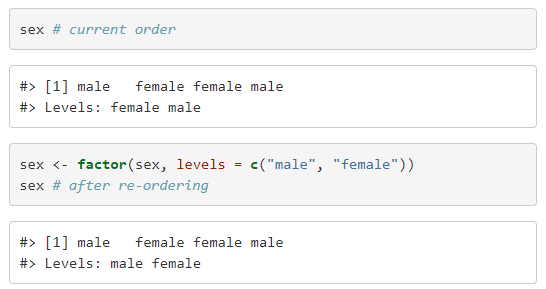 sex # current order
#> [1] male   female female male
#> Levels: female male
sex <- factor(sex, levels = c("male", "female"))
sex # after re-ordering
#> [1] male   female female male
#> Levels: male female